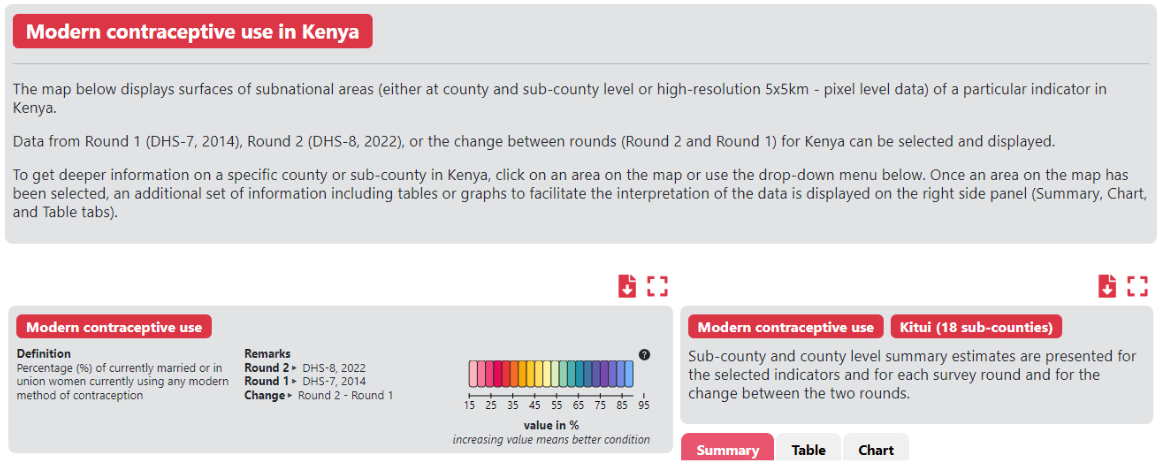 Modern contraceptive use in Kenya
The map below displays surfaces of subnational areas (either at county and sub-county level or high-resolution 5x5km - pixel level data) of a particular indicator in
Kenya.
Data from Round 1 (DHS-7, 2014), Round 2 (DHS-8, 2022), or the change between rounds (Round 2 and Round 1) for Kenya can be selected and displayed.
To get deeper information on a specific county or sub-county in Kenya, click on an area on the map or use the drop-down menu below. Once an area on the map has
been selected, an additional set of information including tables or graphs to facilitate the interpretation of the data is displayed on the right side panel (Summary, Chart,
and Table tabs).
Modern contraceptive use
Definition
Percentage (%) of currently married or in
union women currently using any modern
method of contraception
Remarks
Round 2 ▸ DHS-8, 2022
Round 1 ▸ DHS-7, 2014
Change ▸ Round 2 - Round 1
?
15 25 35 45 55 65 75 85 95
value in %
increasing value means better condition
Modern contraceptive use Kitui (18 sub-counties)
Sub-county and county level summary estimates are presented for
the selected indicators and for each survey round and for the
change between the two rounds.
Summary Table Chart